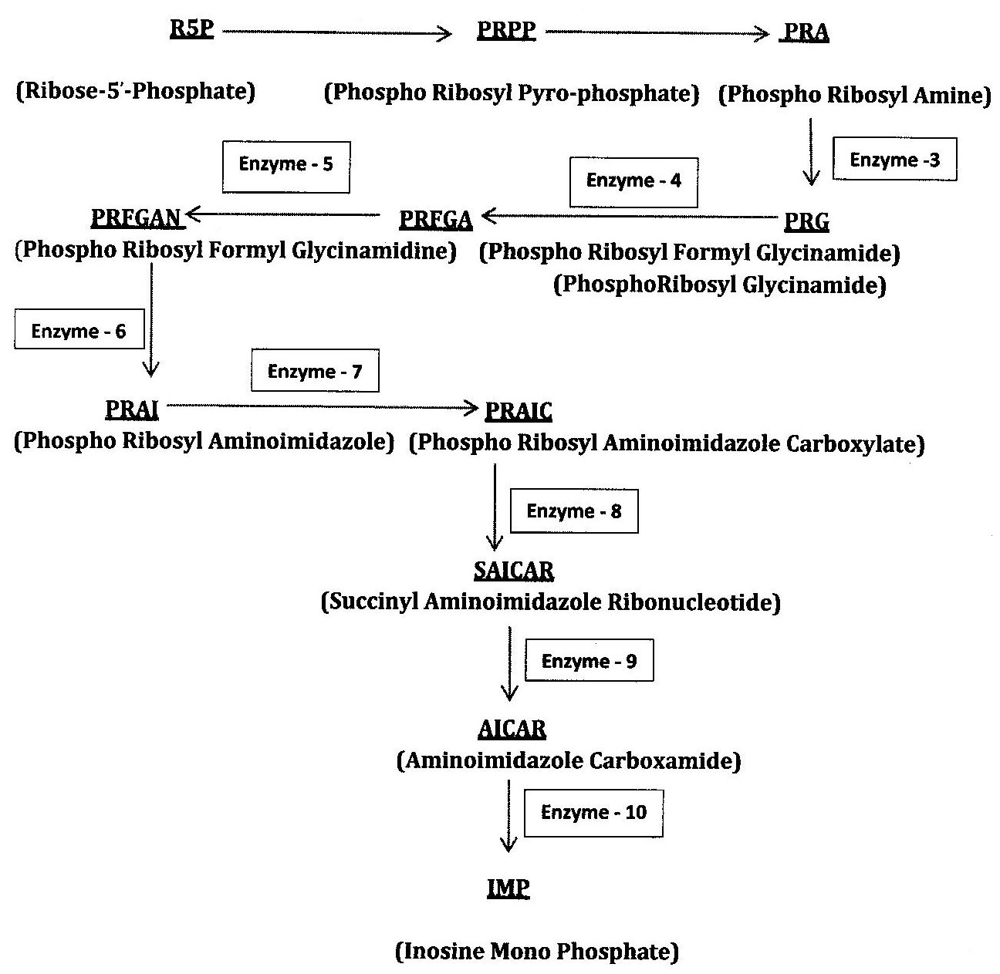 R5P PRPP PRA
(Ribose-5'-Phosphate) (Phospho Ribosyl Pyro-phosphate) (Phospho Ribosyl Amine)
Enzyme - 5 Enzyme - 4 Enzyme -3
PRFGAN PRFGA PRG
(Phospho Ribosyl Formyl Glycinamidine) (Phospho Ribosyl Formyl Glycinamide)
(PhosphoRibosyl Glycinamide)
Enzyme - 6
Enzyme - 7
PRAI PRAIC
(Phospho Ribosyl Aminoimidazole) (Phospho Ribosyl Aminoimidazole Carboxylate)
Enzyme - 8
SAICAR
(Succinyl Aminoimidazole Ribonucleotide)
Enzyme - 9
AICAR
(Aminoimidazole Carboxamide)
Enzyme - 10
IMP
(Inosine Mono Phosphate)